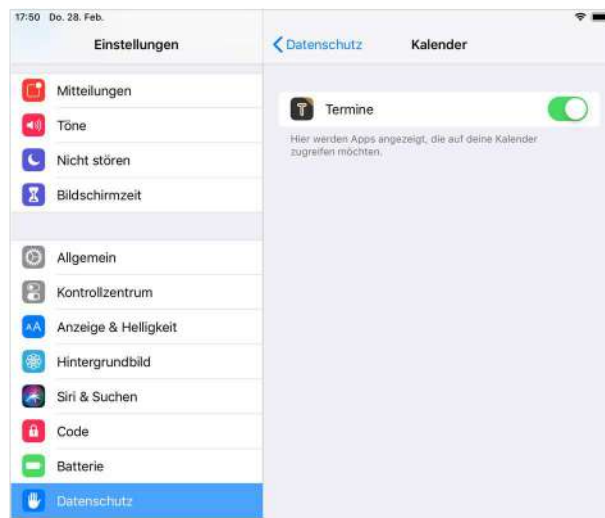 17:50 Do. 28. Feb.
Einstellungen
Mitteilungen
Töne
Nicht stören
Bildschirmzeit
Allgemein
Kontrollzentrum
AA Anzeige & Helligkeit
Hintergrundbild
Siri & Suchen
Code
Batterie
Datenschutz
Datenschutz Kalender
T Termine
Hier werden Apps angezeigt, die auf deine Kalender
zugreifen möchten.